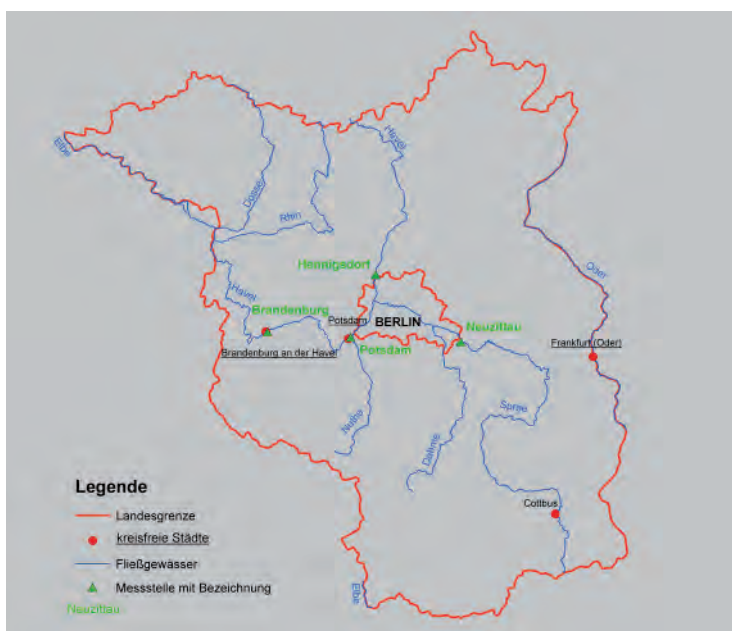 Elbe
Dosse
Rhin
Havel
Hennigsdorf
Oder
Havel
Brandenburg
Potsdam
BERLIN
Neuzittau
Brandenburg an der Havel
Potsdam
Frankfurt (Oder)
Nuthe
Dahme
Spree
Cottbus
Elbe
Legende
Landesgrenze
kreisfreie Städte
Fließgewässer
Messstelle mit Bezeichnung
Neuzittau